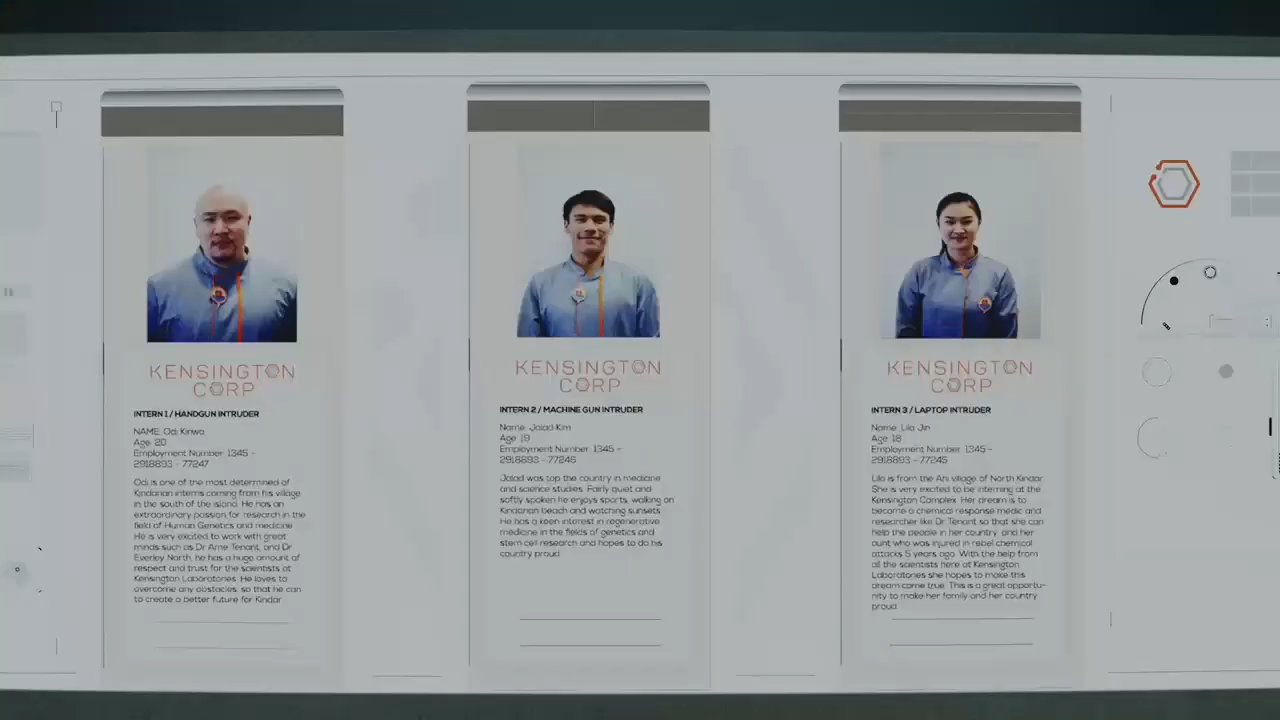 KENSINGTON
CORP
INTERN 1 / HANDGUN INTRUDER
NAME: Odi Kinwa
Age: 20
Employment Number: 1345 -
2918893 - 77247
Odi is one of the most determined of
Kindarian interns coming from his village
in the south of the island. He has an
extraordinary passion for research in the
field of Human Genetics and medicine.
He is very excited to work with great
minds such as Dr Arne Tenant, and Dr
Everley North, he has a huge amount of
respect and trust for the scientists at
Kensington Laboratories. He loves to
overcome any obstacles, so that he can
to create a better future for Kindar
KENSINGTON
CORP
INTERN 2 / MACHINE GUN INTRUDER
Name: Jalad Kim
Age: 19
Employment Number: 1345 -
2918893 - 77246
Jalad was top the country in medicine
and science studies. Fairly quiet and
softly spoken he enjoys sports, walking on
Kindarian beach and watching sunsets.
He has a keen interest in regenerative
medicine in the fields of genetics and
stem cell research and hopes to do his
country proud.
KENSINGTON
CORP
INTERN 3 / LAPTOP INTRUDER
Name: Lila Jin
Age: 18
Employment Number: 1345 -
2918893 - 77245
Lila is from the Ani village of North Kindar.
She is very excited to be interning at the
Kensington Complex. Her dream is to
become a chemical response medic and
researcher like Dr Tenant so that she can
help the people in her country, and her
aunt who was injured in rebel chemical
attacks 5 years ago. With the help from
all the scientists here at Kensington
Laboratories she hopes to make this
dream come true. This is a great opportu-
nity to make her family and her country
proud.